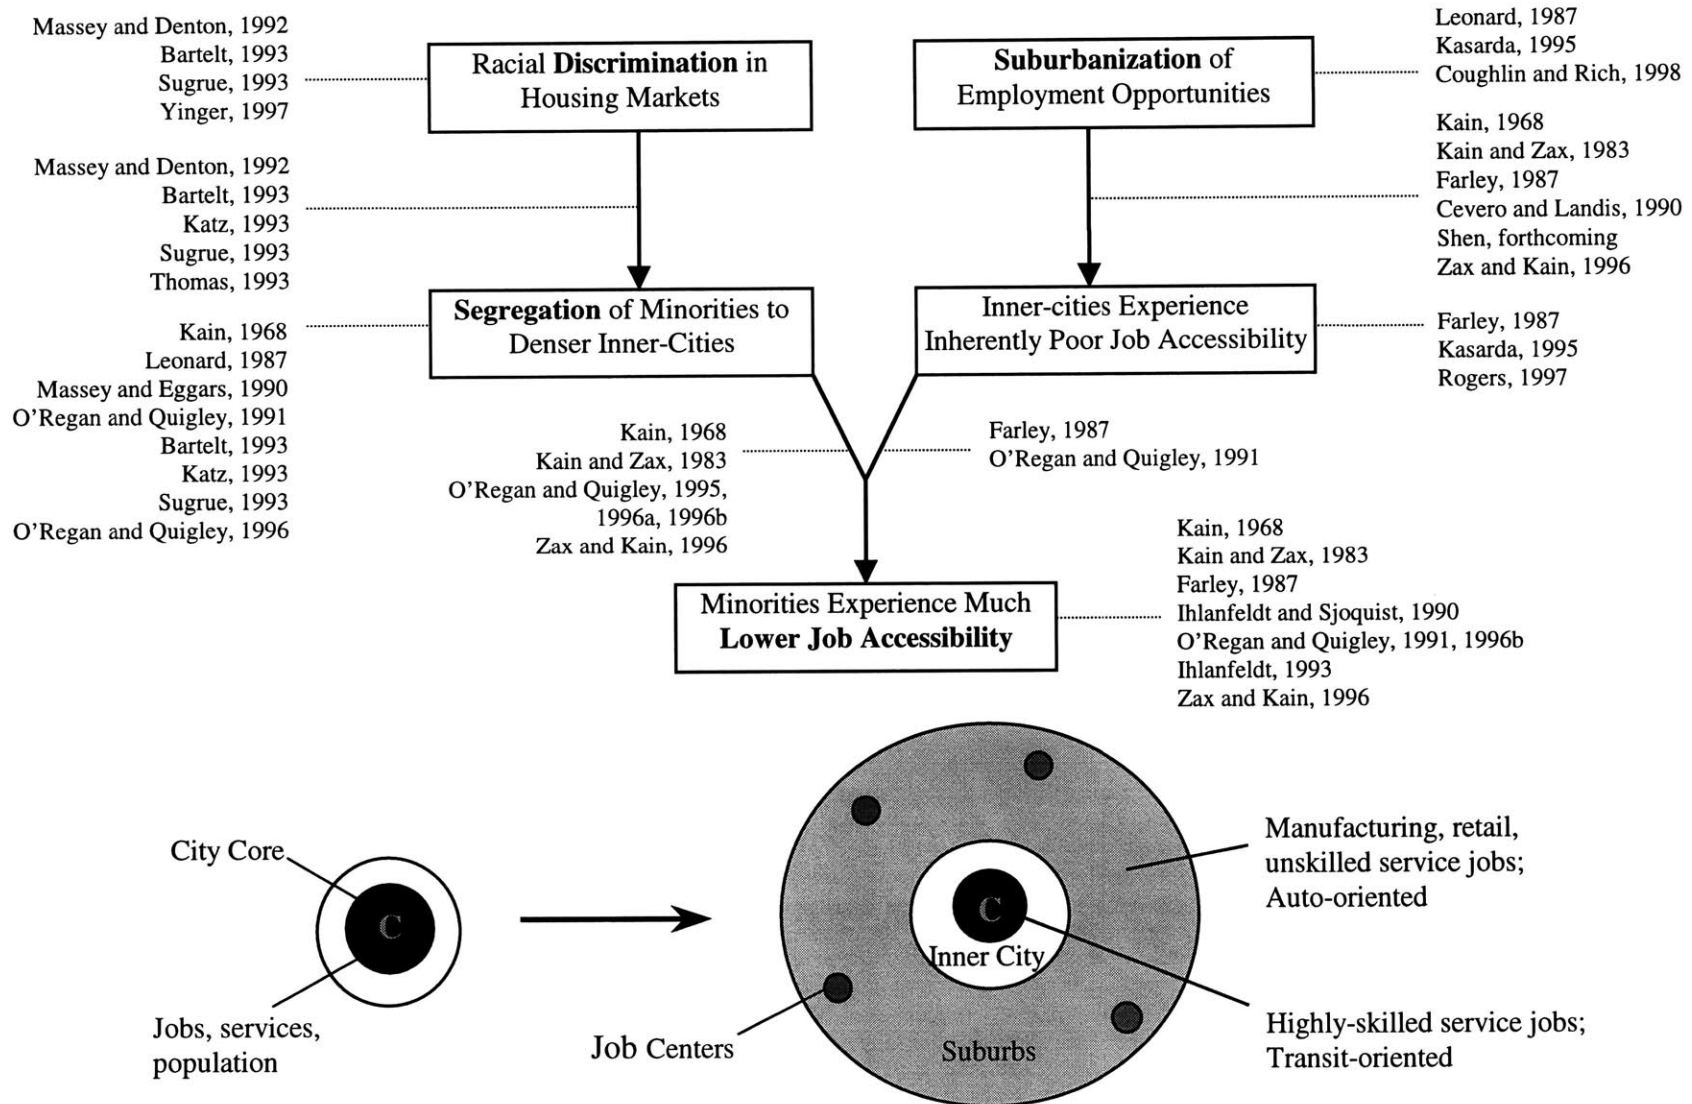 Massey and Denton, 1992
Bartelt, 1993
Sugrue, 1993
Yinger, 1997
Racial Discrimination in
Housing Markets
Suburbanization of
Employment Opportunities
Leonard, 1987
Kasarda, 1995
Coughlin and Rich, 1998
Massey and Denton, 1992
Bartelt, 1993
Katz, 1993
Sugrue, 1993
Thomas, 1993
Kain, 1968
Kain and Zax, 1983
Farley, 1987
Cevero and Landis, 1990
Shen, forthcoming
Zax and Kain, 1996
Kain, 1968
Leonard, 1987
Massey and Eggars, 1990
O'Regan and Quigley, 1991
Bartelt, 1993
Katz, 1993
Sugrue, 1993
O'Regan and Quigley, 1996
Segregation of Minorities to
Denser Inner-Cities
Inner-cities Experience
Inherently Poor Job Accessibility
Farley, 1987
Kasarda, 1995
Rogers, 1997
Kain, 1968
Kain and Zax, 1983
O'Regan and Quigley, 1995,
1996a, 1996b
Zax and Kain, 1996
Farley, 1987
O'Regan and Quigley, 1991
Minorities Experience Much
Lower Job Accessibility
Kain, 1968
Kain and Zax, 1983
Farley, 1987
Ihlanfeldt and Sjoquist, 1990
O'Regan and Quigley, 1991, 1996b
Ihlanfeldt, 1993
Zax and Kain, 1996
City Core
C
Jobs, services,
population
C
Inner City
Suburbs
Job Centers
Manufacturing, retail,
unskilled service jobs;
Auto-oriented
Highly-skilled service jobs;
Transit-oriented